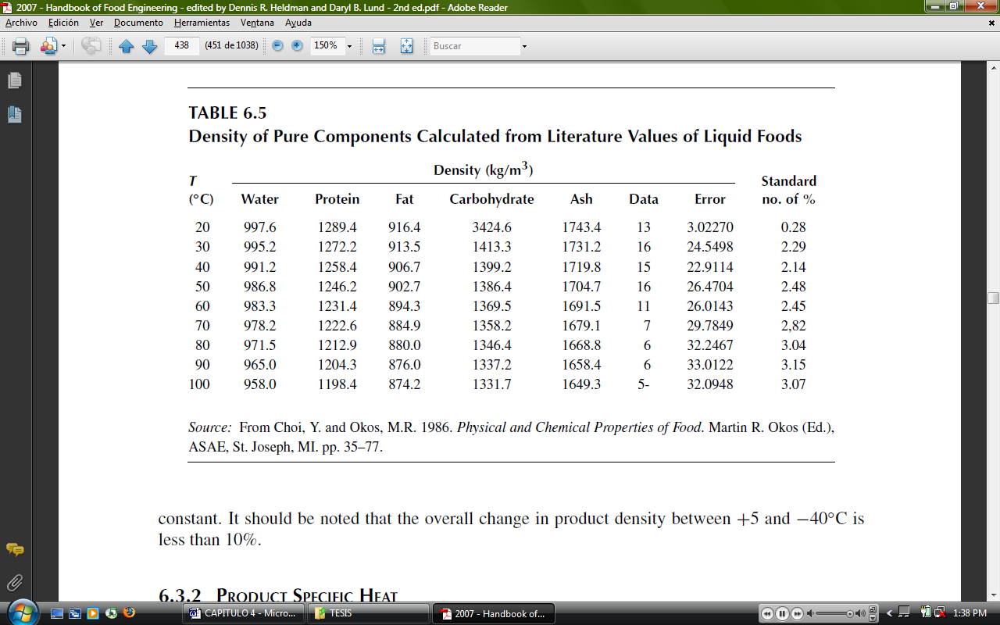 2007 - Handbook of Food Engineering - edited by Dennis R. Heldman and Daryl B. Lund - 2nd ed.pdf - Adobe Reader
Archivo Edición Ver Documento Herramientas Ventana Ayuda
438 (451 de 1038) 150% Buscar
TABLE 6.5
Density of Pure Components Calculated from Literature Values of Liquid Foods
Density (kg/m³)
T Standard
(°C) Water Protein Fat Carbohydrate Ash Data Error no. of %
20 997.6 1289.4 916.4 3424.6 1743.4 13 3.02270 0.28
30 995.2 1272.2 913.5 1413.3 1731.2 16 24.5498 2.29
40 991.2 1258.4 906.7 1399.2 1719.8 15 22.9114 2.14
50 986.8 1246.2 902.7 1386.4 1704.7 16 26.4704 2.48
60 983.3 1231.4 894.3 1369.5 1691.5 11 26.0143 2.45
70 978.2 1222.6 884.9 1358.2 1679.1 7 29.7849 2,82
80 971.5 1212.9 880.0 1346.4 1668.8 6 32.2467 3.04
90 965.0 1204.3 876.0 1337.2 1658.4 6 33.0122 3.15
100 958.0 1198.4 874.2 1331.7 1649.3 5- 32.0948 3.07
Source: From Choi, Y. and Okos, M.R. 1986. Physical and Chemical Properties of Food. Martin R. Okos (Ed.),
ASAE, St. Joseph, MI. pp. 35–77.
constant. It should be noted that the overall change in product density between +5 and −40°C is
less than 10%.
6.3.2 PRODUCT SPECIFIC HEAT
CAPITULO 4 - Micro... TESIS 2007 - Handbook of... 1:38 PM